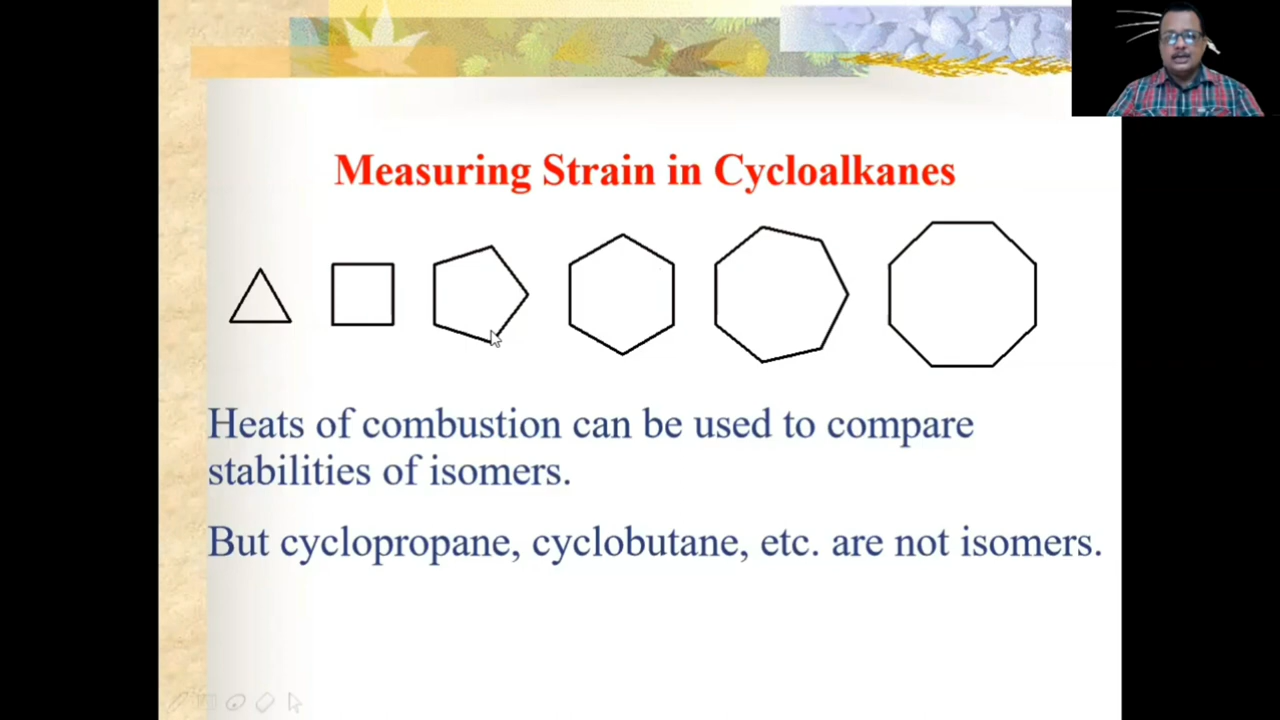 Measuring Strain in Cycloalkanes
Heats of combustion can be used to compare
stabilities of isomers.
But cyclopropane, cyclobutane, etc. are not isomers.